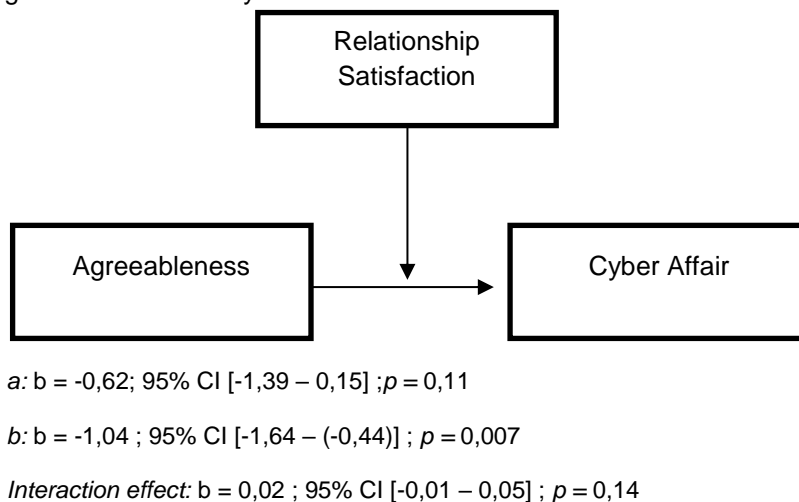 Relationship
Satisfaction
Agreeableness
Cyber Affair
a: b = -0,62; 95% CI [-1,39 – 0,15] ;p = 0,11
b: b = -1,04 ; 95% CI [-1,64 – (-0,44)] ; p = 0,007
Interaction effect: b = 0,02 ; 95% CI [-0,01 – 0,05] ; p = 0,14